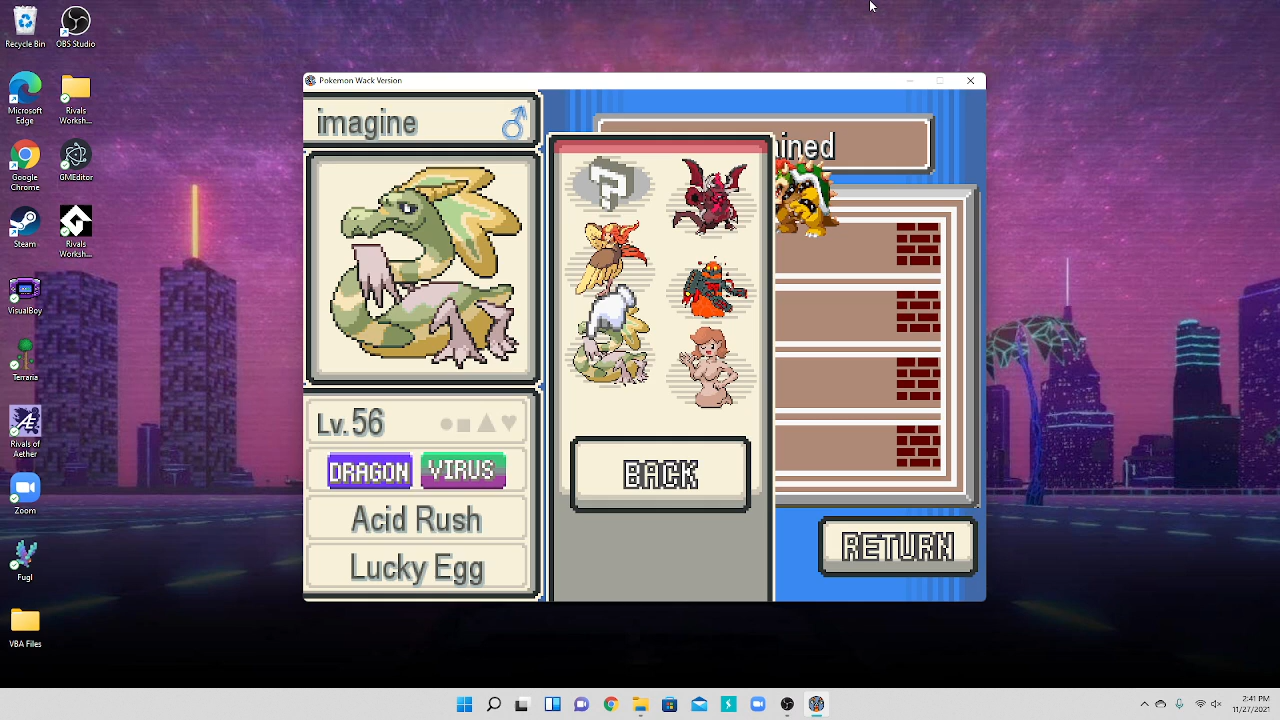 Recycle Bin
OBS Studio
Microsoft Edge
Rivals Worksh...
Google Chrome
GMEditor
Steam
Rivals Worksh...
VisualBo...
Terraria
Rivals of Aether
Zoom
Fugl
VBA Files
Pokemon Wack Version
imagine
ined
Lv.56
DRAGON VIRUS
Acid Rush
Lucky Egg
BACK
RETURN
2:41 PM
11/27/2021